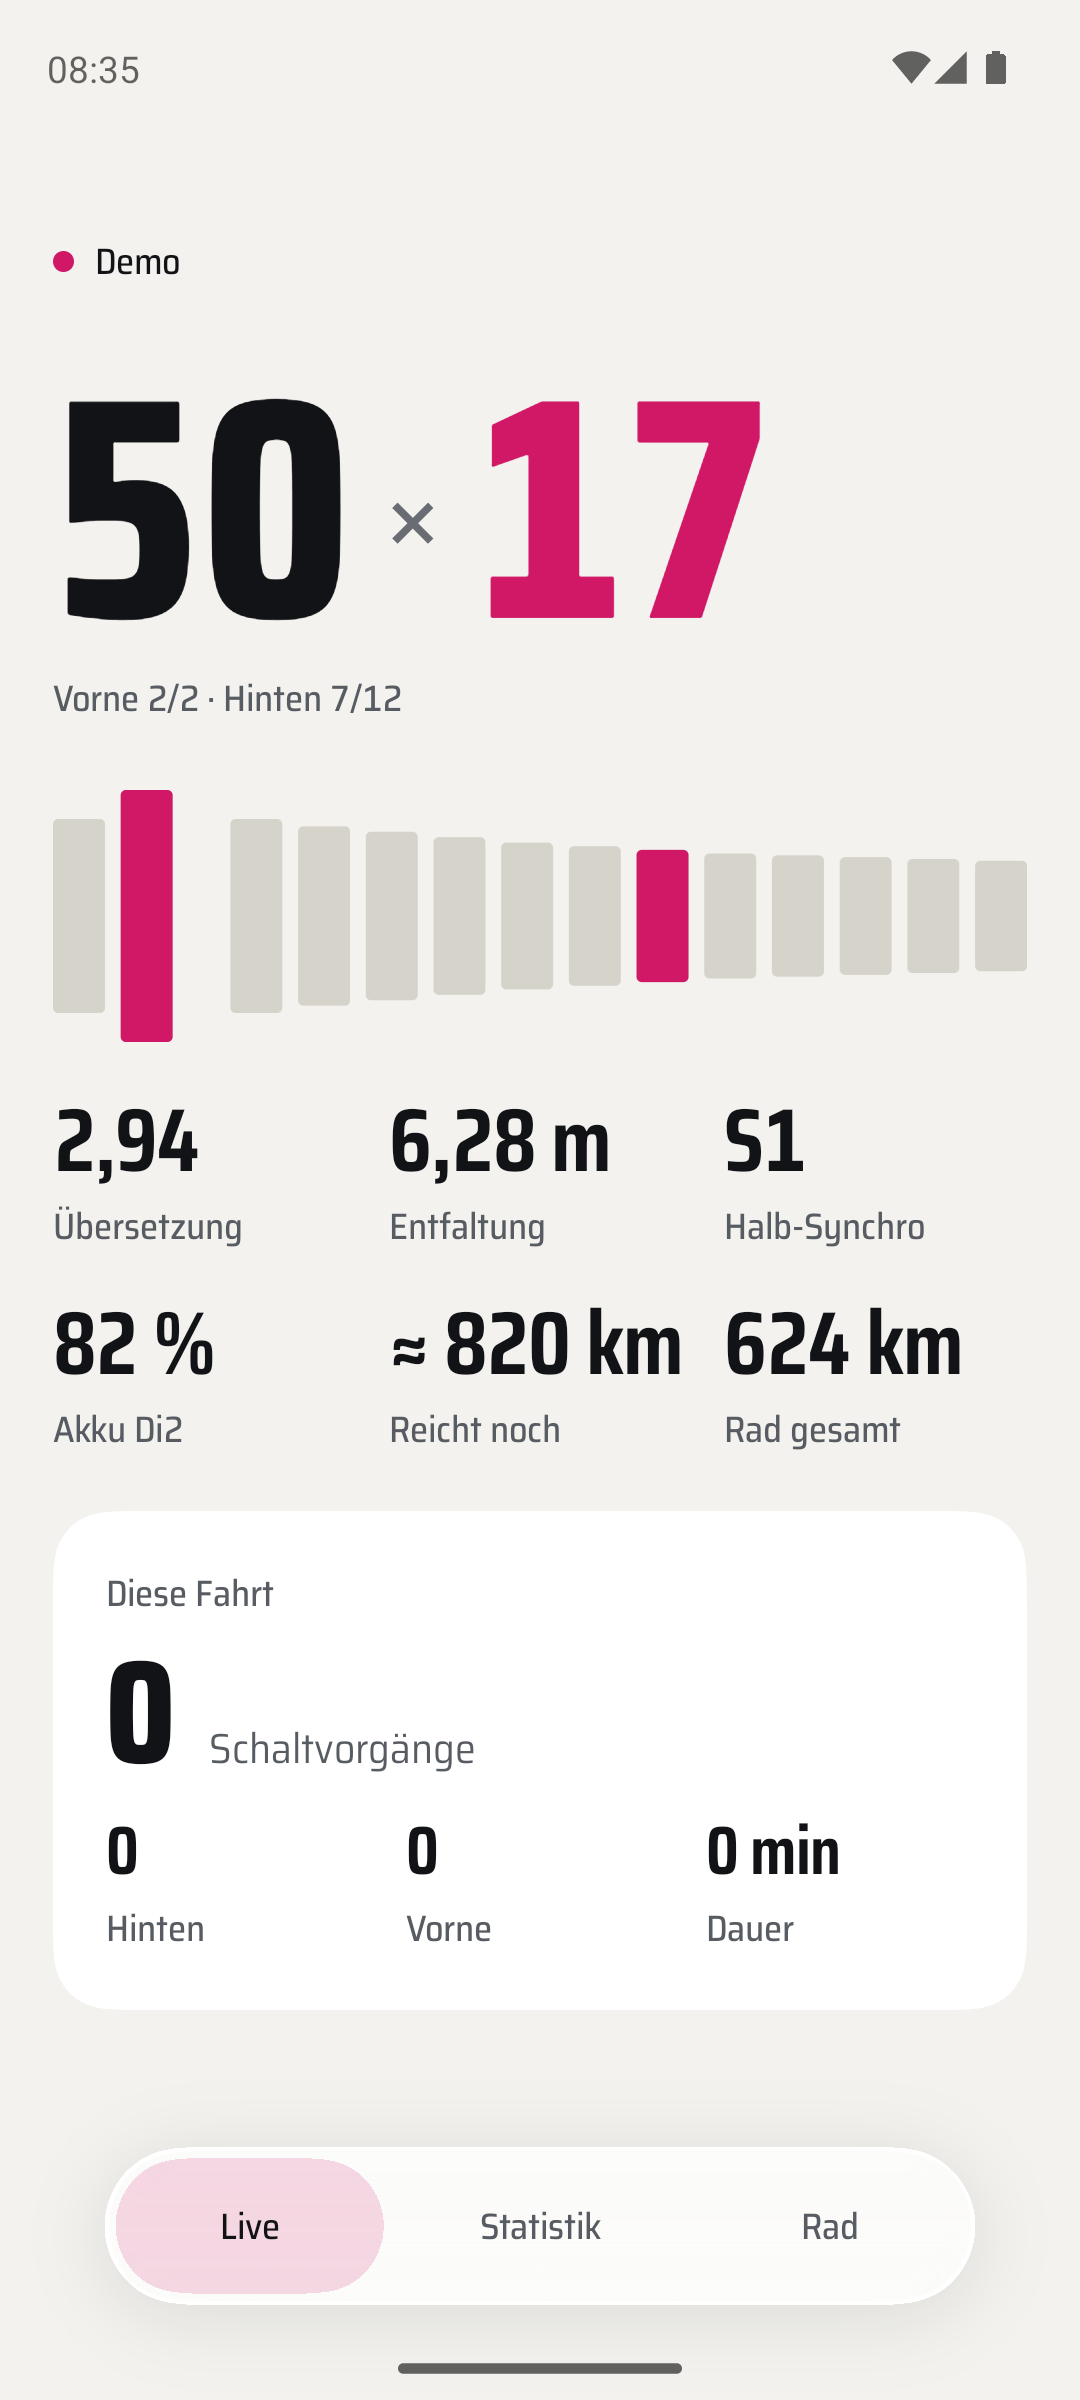 08:35
Demo
50 × 17
Vorne 2/2 · Hinten 7/12
2,94 6,28 m S1
Übersetzung Entfaltung Halb-Synchro
82 % ≈ 820 km 624 km
Akku Di2 Reicht noch Rad gesamt
Diese Fahrt
0 Schaltvorgänge
0 0 0 min
Hinten Vorne Dauer
Live Statistik Rad